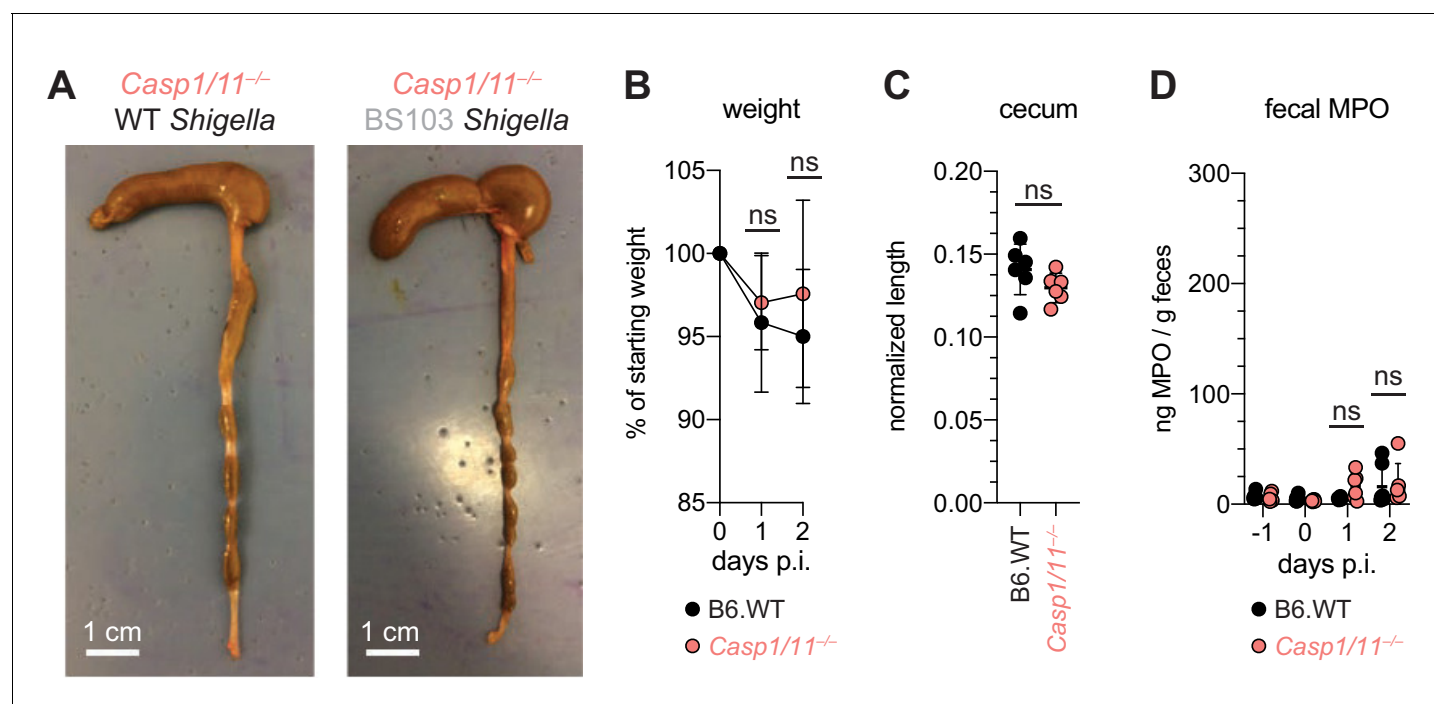 A
Casp1/11–/–
WT Shigella
Casp1/11–/–
BS103 Shigella
1 cm
1 cm
B
weight
% of starting weight
105
100
95
90
85
ns
ns
0 1 2
days p.i.
B6.WT
Casp1/11–/–
C
cecum
normalized length
0.20
0.15
0.10
0.05
0.00
ns
B6.WT
Casp1/11–/–
D
fecal MPO
ng MPO / g feces
300
200
100
0
ns
ns
-1 0 1 2
days p.i.
B6.WT
Casp1/11–/–